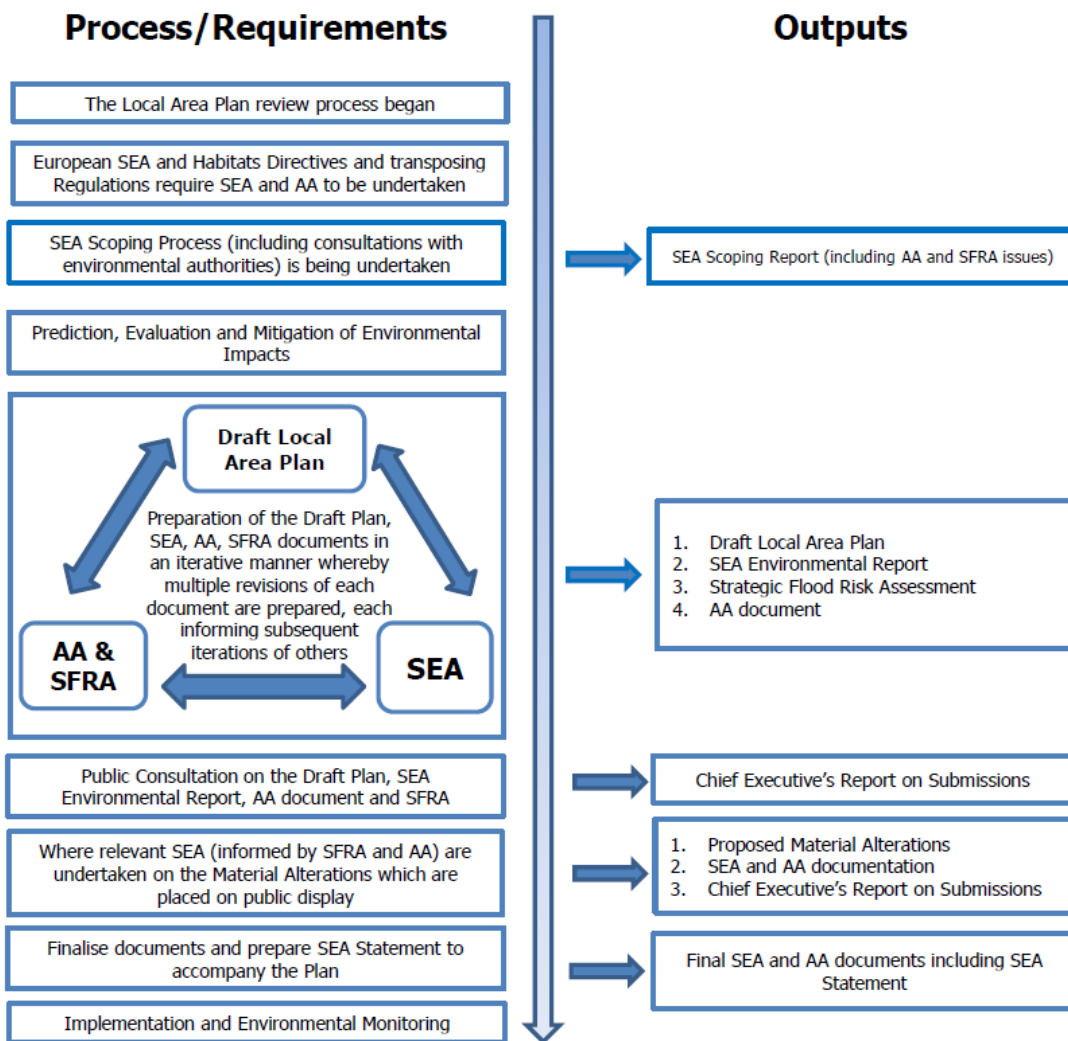 Process/Requirements
Outputs
The Local Area Plan review process began
European SEA and Habitats Directives and transposing
Regulations require SEA and AA to be undertaken
SEA Scoping Process (including consultations with
environmental authorities) is being undertaken
SEA Scoping Report (including AA and SFRA issues)
Prediction, Evaluation and Mitigation of Environmental
Impacts
Draft Local
Area Plan
Preparation of the Draft Plan,
SEA, AA, SFRA documents in
an iterative manner whereby
multiple revisions of each
document are prepared, each
informing subsequent
iterations of others
AA &
SFRA
SEA
1. Draft Local Area Plan
2. SEA Environmental Report
3. Strategic Flood Risk Assessment
4. AA document
Public Consultation on the Draft Plan, SEA
Environmental Report, AA document and SFRA
Chief Executive's Report on Submissions
Where relevant SEA (informed by SFRA and AA) are
undertaken on the Material Alterations which are
placed on public display
1. Proposed Material Alterations
2. SEA and AA documentation
3. Chief Executive's Report on Submissions
Finalise documents and prepare SEA Statement to
accompany the Plan
Final SEA and AA documents including SEA
Statement
Implementation and Environmental Monitoring